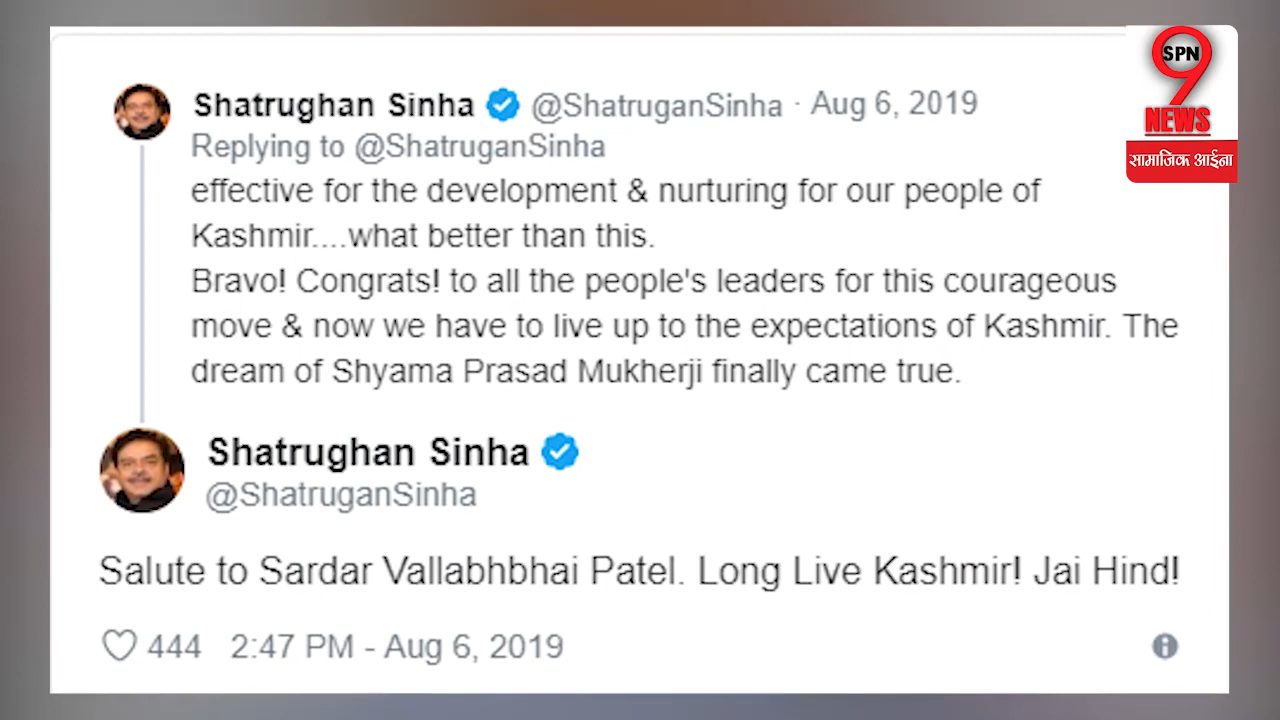 SPN
9
NEWS
सामाजिक आईना
Shatrughan Sinha @ShatruganSinha · Aug 6, 2019
Replying to @ShatruganSinha
effective for the development & nurturing for our people of
Kashmir....what better than this.
Bravo! Congrats! to all the people's leaders for this courageous
move & now we have to live up to the expectations of Kashmir. The
dream of Shyama Prasad Mukherji finally came true.
Shatrughan Sinha
@ShatruganSinha
Salute to Sardar Vallabhbhai Patel. Long Live Kashmir! Jai Hind!
444 2:47 PM - Aug 6, 2019